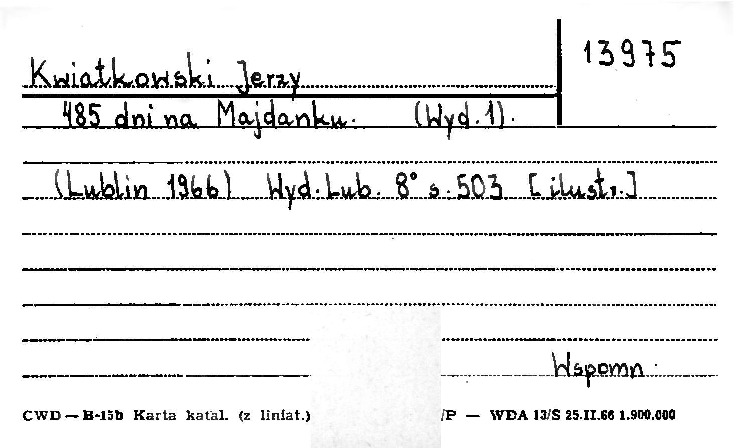 13975
Kwiatkowski Jerzy
485 dni na Majdanku. (Wyd. 1).
(Lublin 1966) Wyd. Lub. 8° s. 503 [ilustr.]
Wspomn.
CWD — B-15b Karta katal. (z liniat.) /P — WDA 13/S 25.II.66 1.900.000